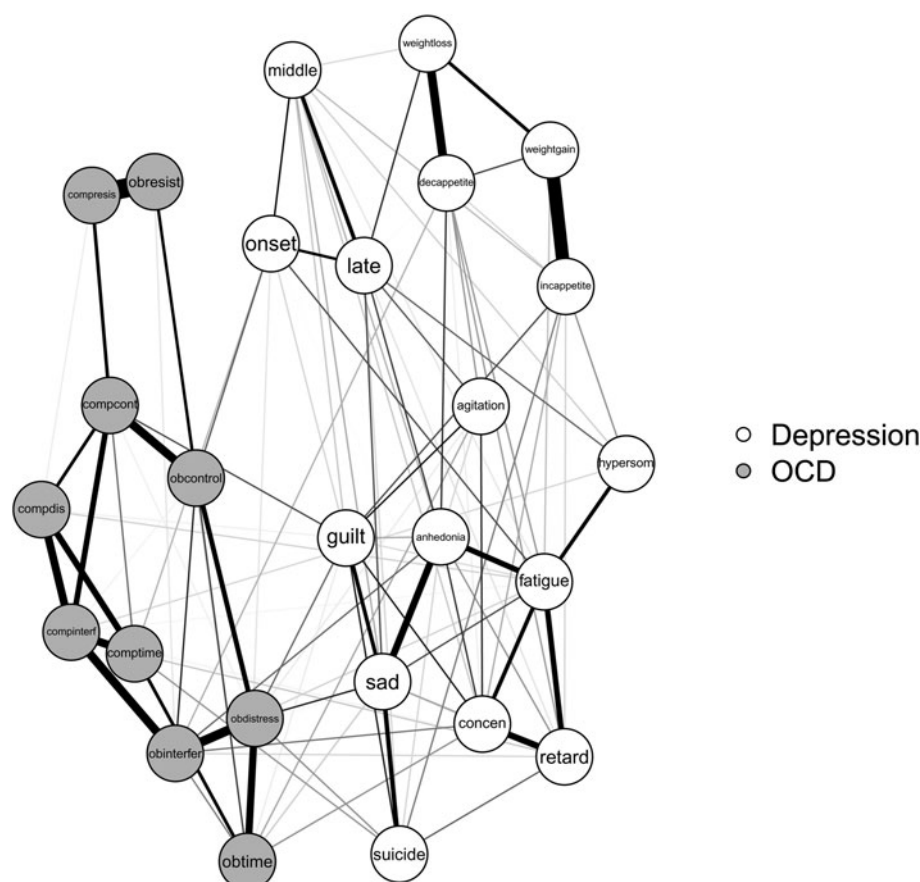 weightloss
middle
weightgain
decappetite
obresist
compresis
onset
late
incappetite
compcont
agitation
Depression
hypersom
OCD
obcontrol
compdis
guilt
anhedonia
fatigue
compinterf
comptime
sad
obdistress
concen
obinterfer
retard
suicide
obtime